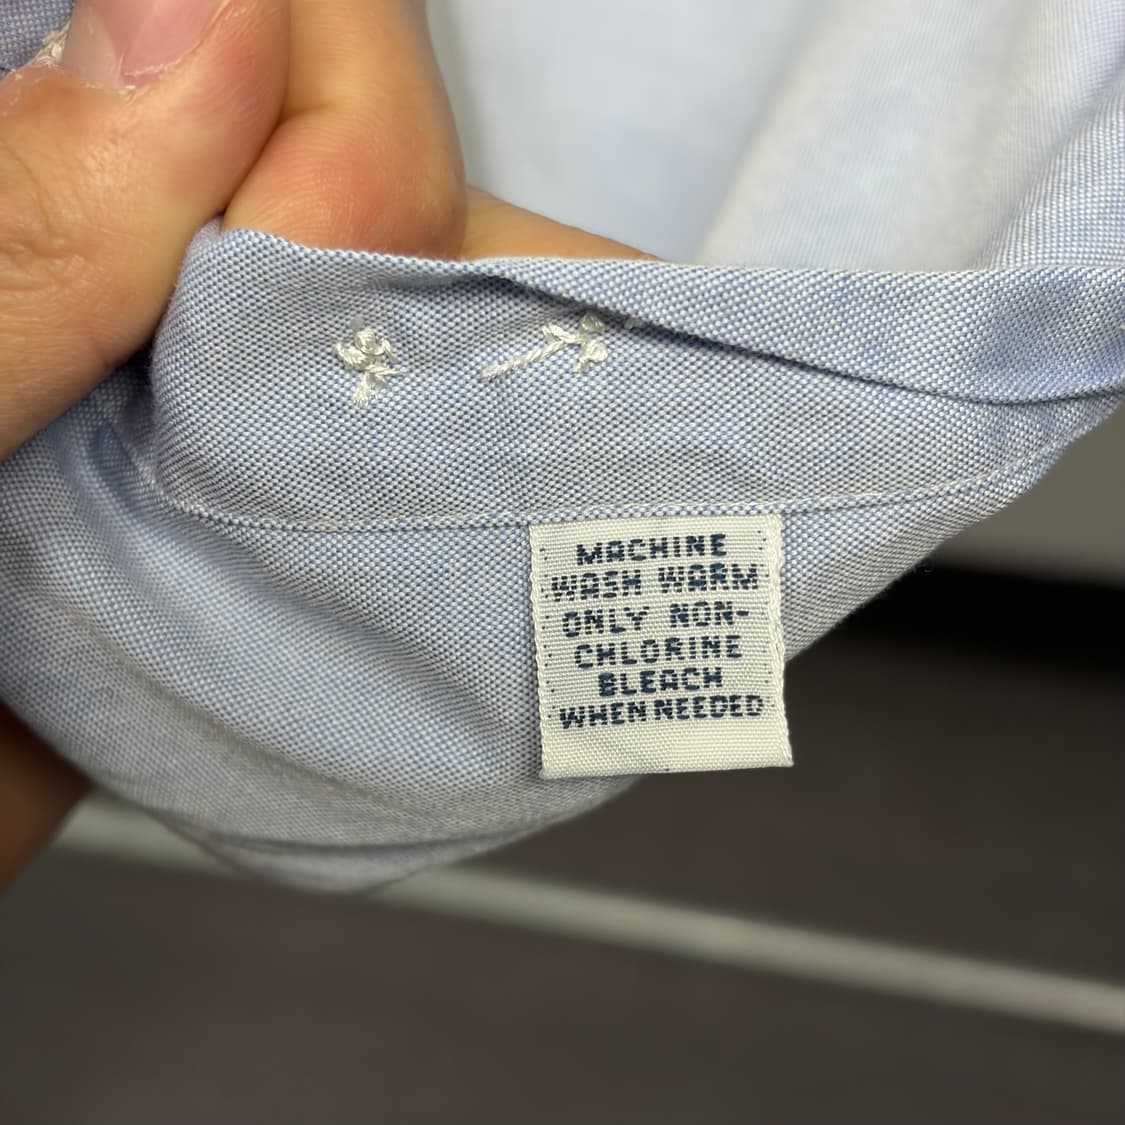 MACHINE
WASH WARM
ONLY NON-
CHLORINE
BLEACH
WHEN NEEDED